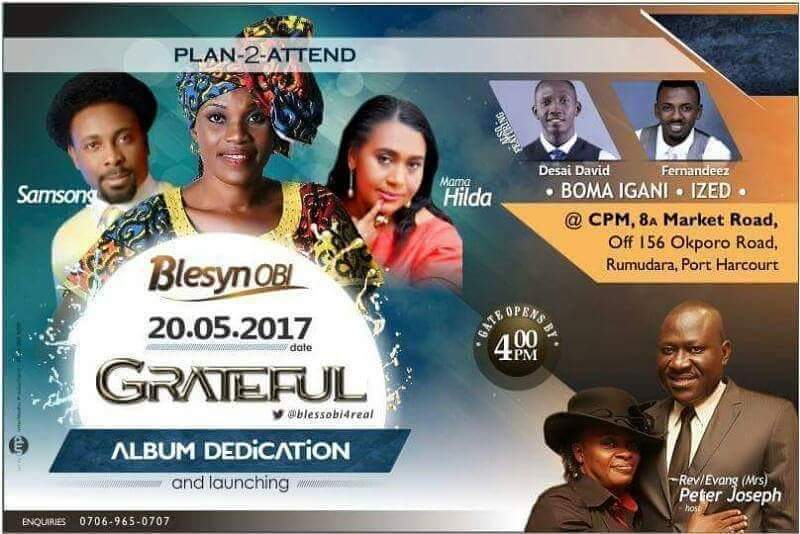 PLAN-2-ATTEND
Samsong
Mama
Hilda
ALSO FEATURING
Desai David
Fernandeez
• BOMA IGANI • IZED •
@ CPM, 8A Market Road,
Off 156 Okporo Road,
Rumudara, Port Harcourt
Blesyn OBI
20.05.2017
date
GRATEFUL
@blessobi4real
ALBUM DEDiCATiON
and launching
• GATE OPENS BY •
4:00
PM
Rev/Evang (Mrs)
Peter Joseph
- host
ENQUIRIES 0706-965-0707